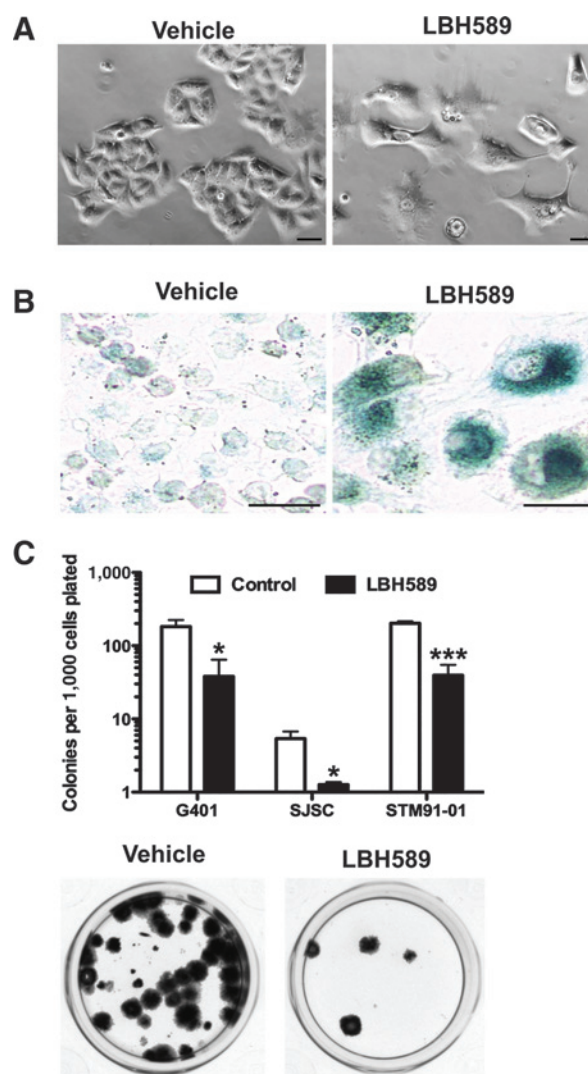 A
Vehicle
LBH589
B
Vehicle
LBH589
C
Colonies per 1,000 cells plated
1,000
100
10
1
Control
LBH589
*
*
***
G401
SJSC
STM91-01
Vehicle
LBH589